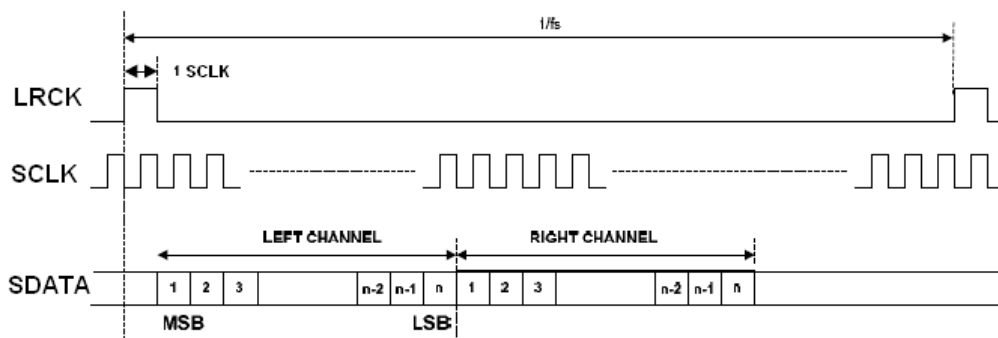 1/fs
1 SCLK
LRCK
SCLK
LEFT CHANNEL RIGHT CHANNEL
SDATA 1 2 3 n-2 n-1 n 1 2 3 n-2 n-1 n
MSB LSB